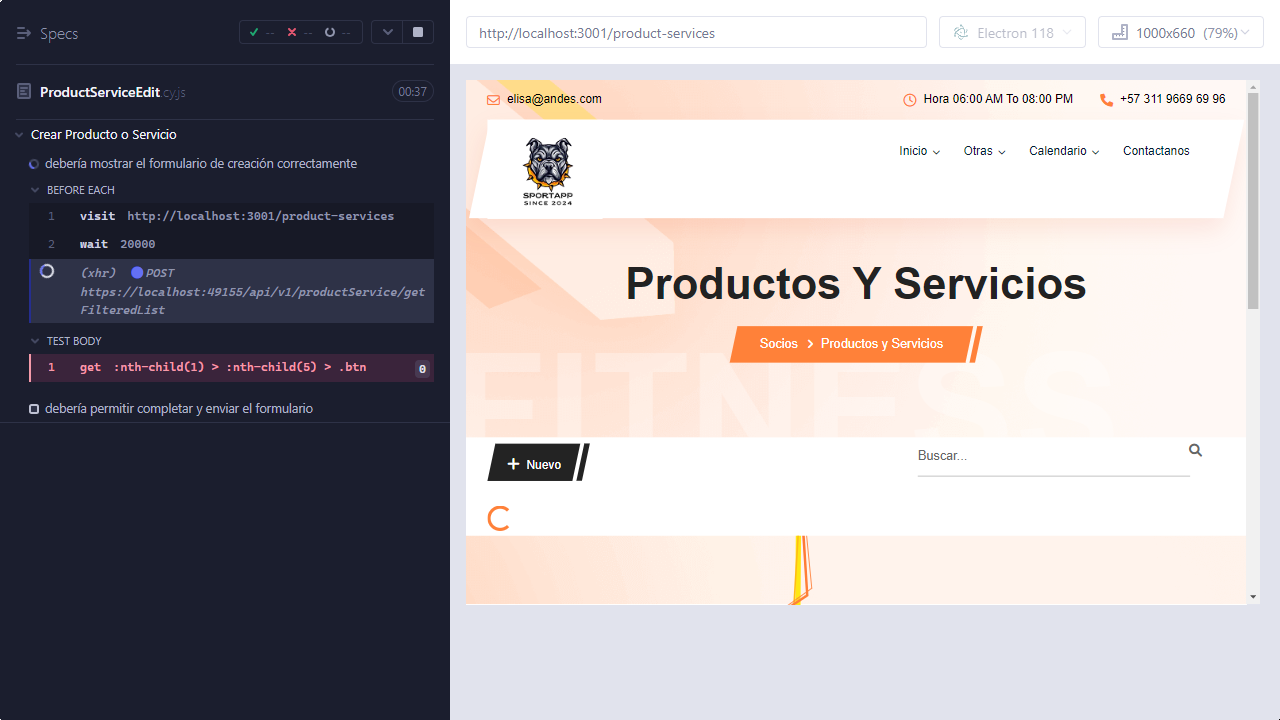 Specs
-- -- --
ProductServiceEdit.cy.js 00:37
Crear Producto o Servicio
debería mostrar el formulario de creación correctamente
BEFORE EACH
1 visit http://localhost:3001/product-services
2 wait 20000
(xhr) POST
https://localhost:49155/api/v1/productService/get
FilteredList
TEST BODY
1 get :nth-child(1) > :nth-child(5) > .btn 0
debería permitir completar y enviar el formulario
http://localhost:3001/product-services
Electron 118
1000x660 (79%)
elisa@andes.com
Hora 06:00 AM To 08:00 PM
+57 311 9669 69 96
SPORTAPP
SINCE 2024
Inicio Otras Calendario Contactanos
Productos Y Servicios
Socios Productos y Servicios
FITNESS
Nuevo
Buscar...